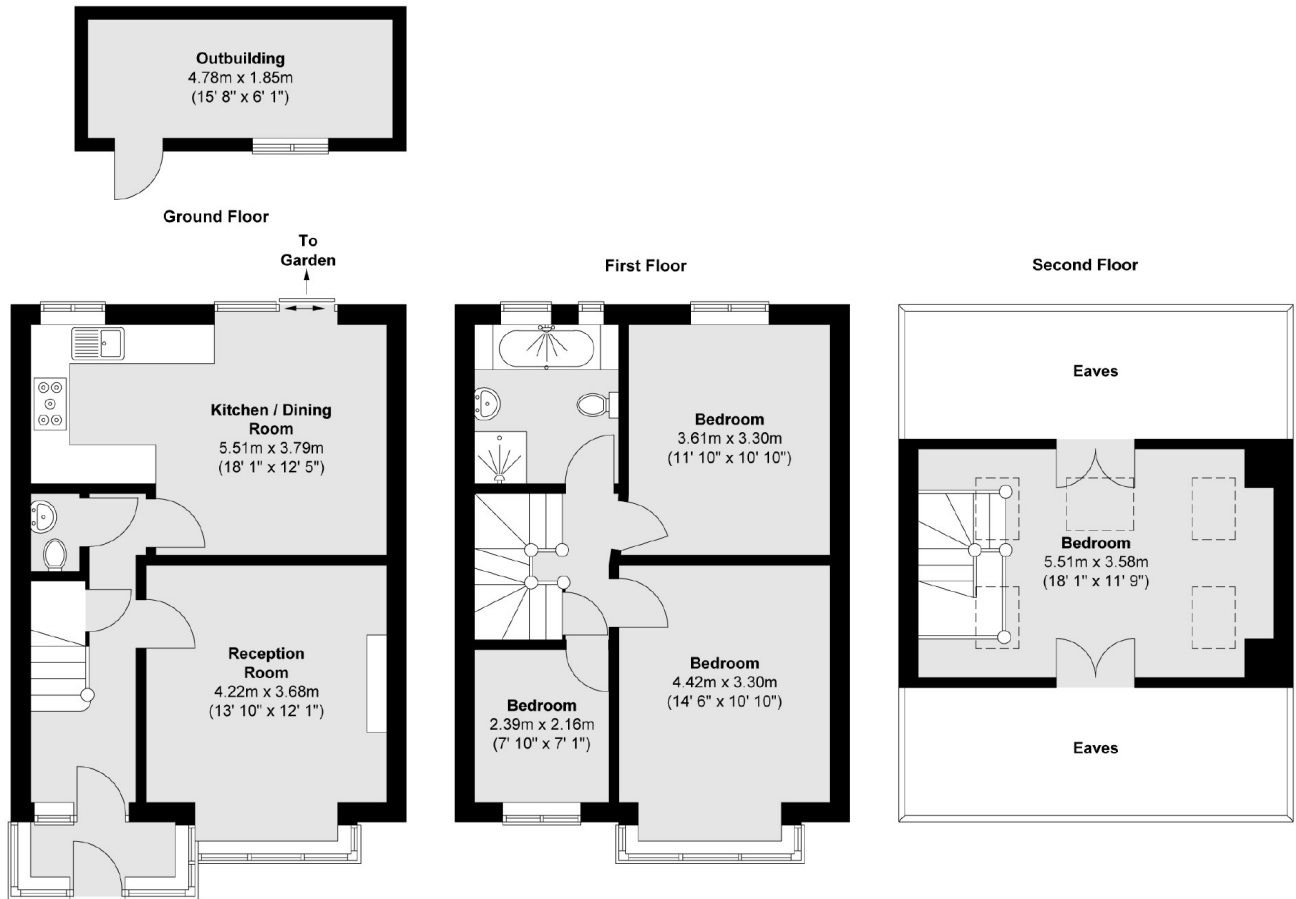 Outbuilding
4.78m x 1.85m
(15' 8" x 6' 1")
Ground Floor
To
Garden
Kitchen / Dining
Room
5.51m x 3.79m
(18' 1" x 12' 5")
Reception
Room
4.22m x 3.68m
(13' 10" x 12' 1")
First Floor
Bedroom
3.61m x 3.30m
(11' 10" x 10' 10")
Bedroom
4.42m x 3.30m
(14' 6" x 10' 10")
Bedroom
2.39m x 2.16m
(7' 10" x 7' 1")
Second Floor
Eaves
Bedroom
5.51m x 3.58m
(18' 1" x 11' 9")
Eaves